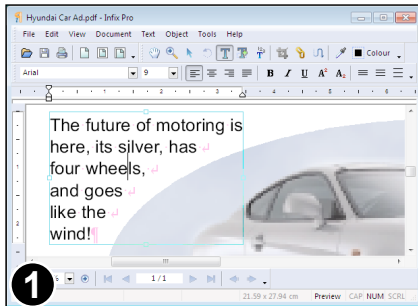 Hyundai Car Ad.pdf - Infix Pro
File Edit View Document Text Object Tools Help
T Colour
Arial 9 B I U A² A₂
The future of motoring is
here, its silver, has ↵
four wheels, ↵
and goes ↵
like the ↵
wind!¶
1 % 1/1
21.59 x 27.94 cm Preview CAP NUM SCRL